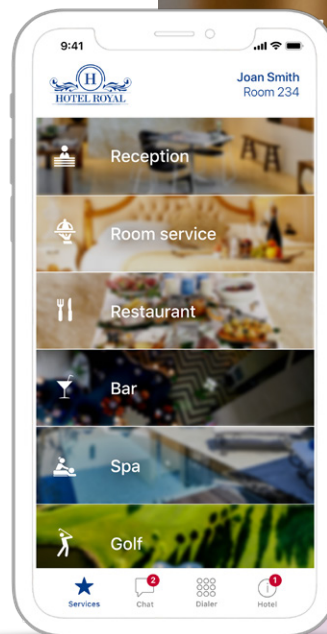 9:41
H
HOTEL ROYAL
Joan Smith
Room 234
Reception
Room service
Restaurant
Bar
Spa
Golf
2
1
Services
Chat
Dialer
Hotel